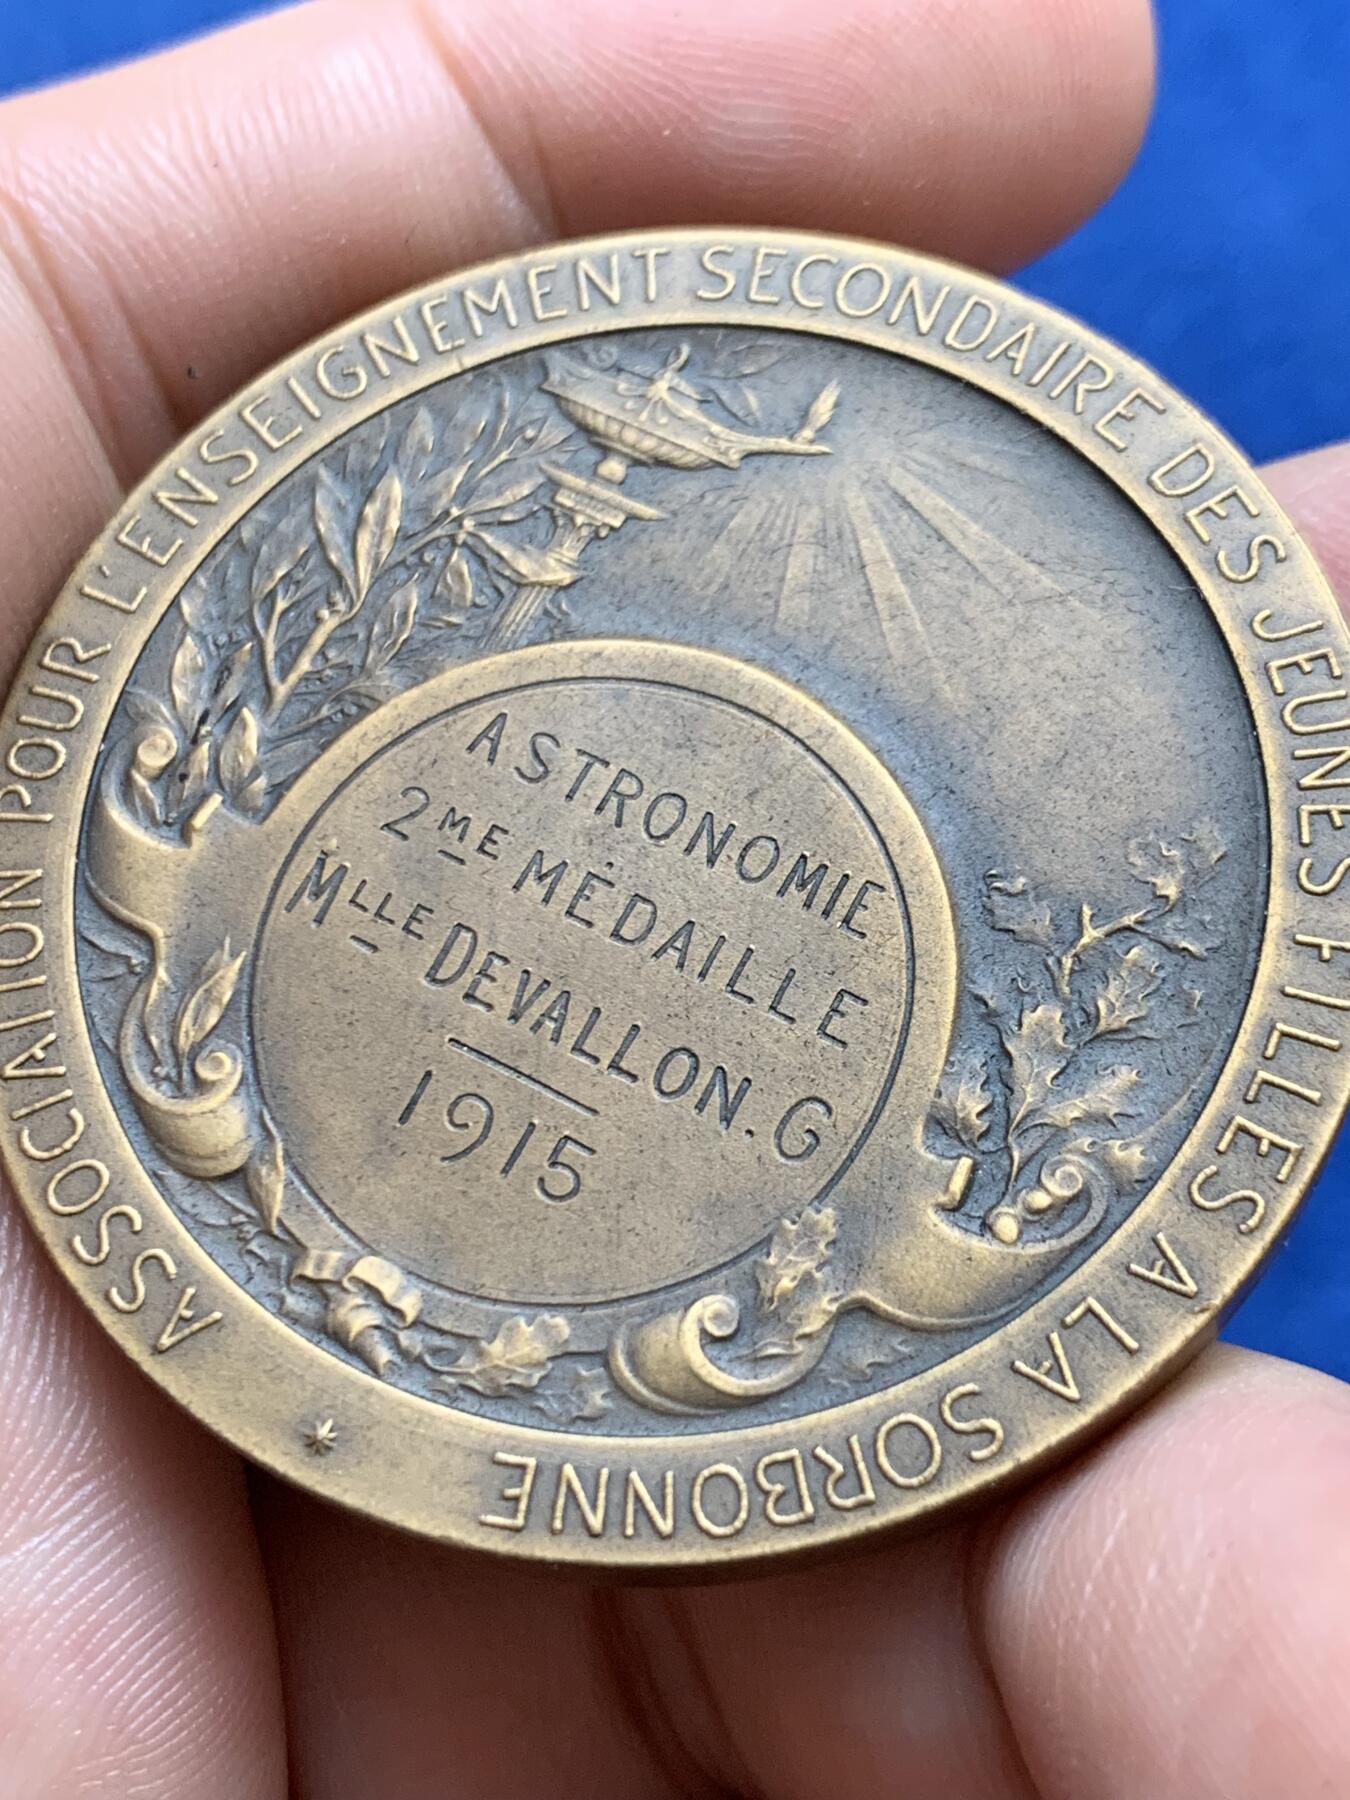 ASSOCIATION POUR L'ENSEIGNEMENT SECONDAIRE DES JEUNES FILLES A LA SORBONNE
ASTRONOMIE
2ME MÉDAILLE
MLLE DEVALLON. G
1915